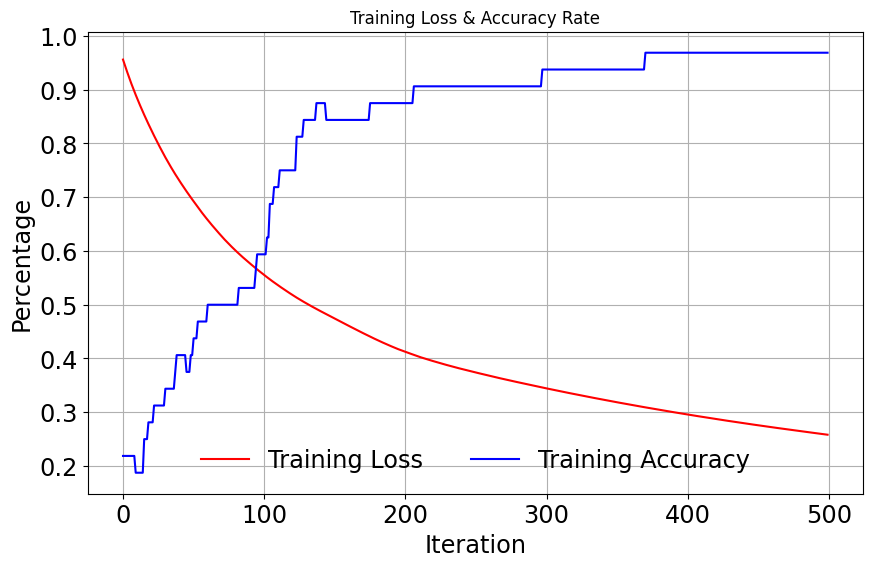 Training Loss & Accuracy Rate
1.0
0.9
0.8
0.7
0.6
0.5
0.4
0.3
0.2
Percentage
Training Loss
Training Accuracy
0 100 200 300 400 500
Iteration